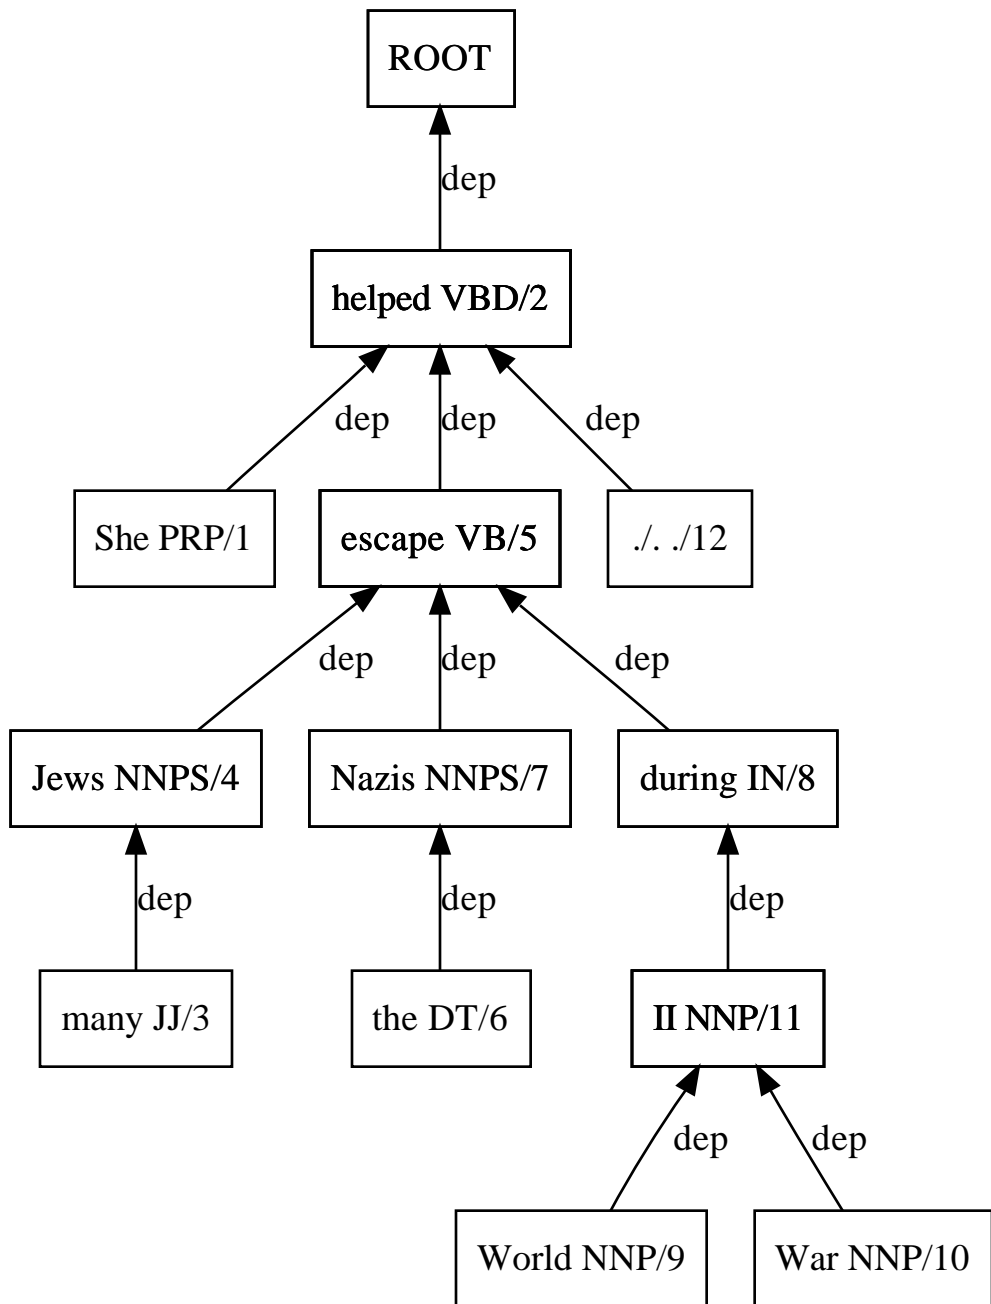 ROOT
dep
helped VBD/2
dep dep dep
She PRP/1 escape VB/5 ./. ./12
dep dep dep
Jews NNPS/4 Nazis NNPS/7 during IN/8
dep dep dep
many JJ/3 the DT/6 II NNP/11
dep dep
World NNP/9 War NNP/10